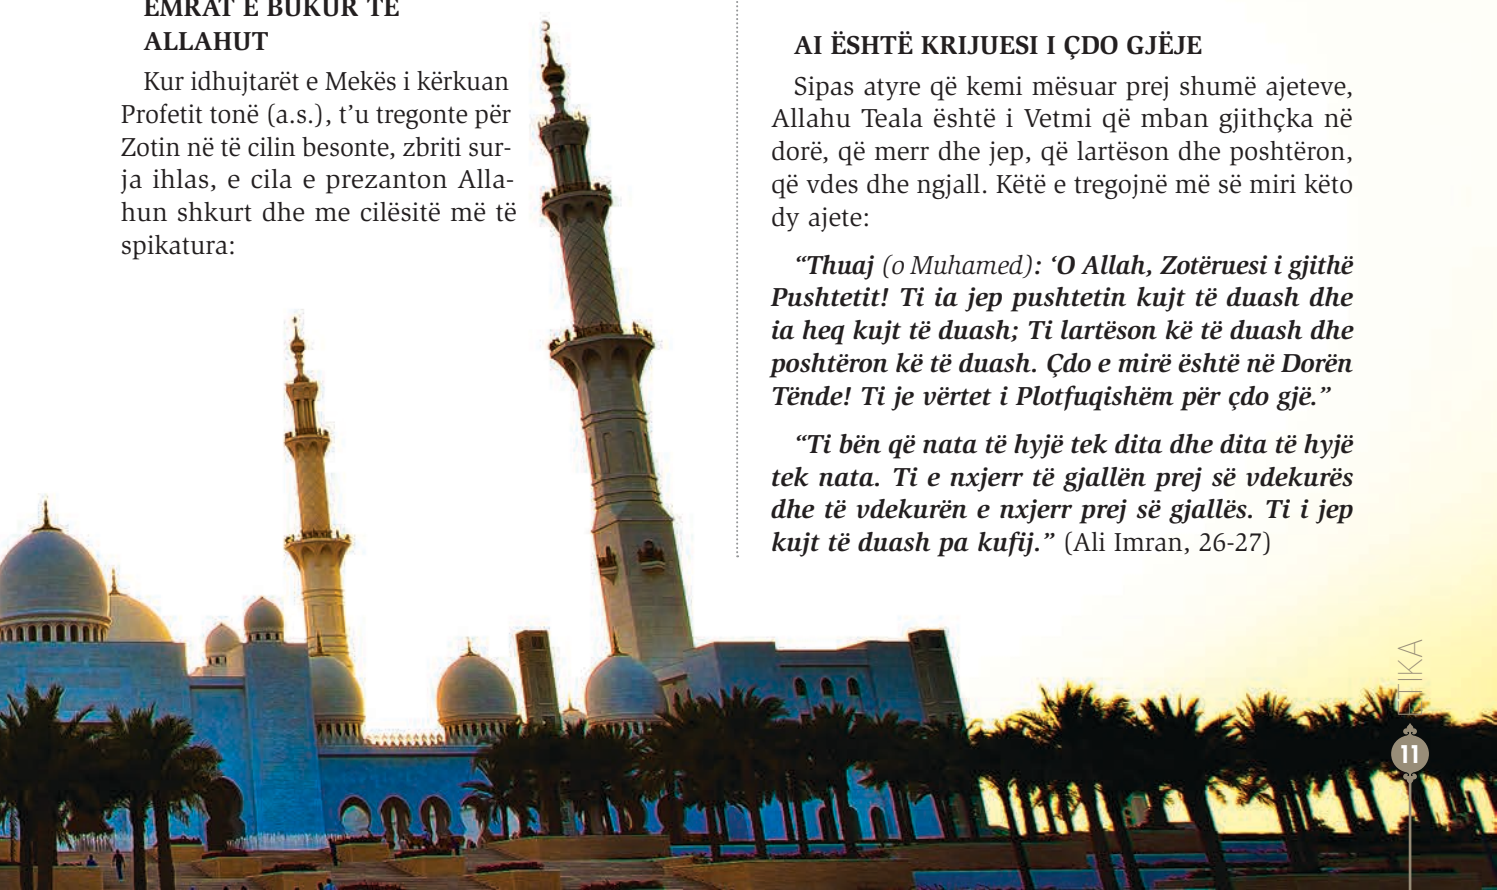 EMRAT E BUKUR TË
ALLAHUT
Kur idhujtarët e Mekës i kërkuan
Profetit tonë (a.s.), t’u tregonte për
Zotin në të cilin besonte, zbriti sur-
ja ihlas, e cila e prezanton Alla-
hun shkurt dhe me cilësitë më të
spikatura:
AI ËSHTË KRIJUESI I ÇDO GJËJE
Sipas atyre që kemi mësuar prej shumë ajeteve,
Allahu Teala është i Vetmi që mban gjithçka në
dorë, që merr dhe jep, që lartëson dhe poshtëron,
që vdes dhe ngjall. Këtë e tregojnë më së miri këto
dy ajete:
“Thuaj (o Muhamed): ‘O Allah, Zotëruesi i gjithë
Pushtetit! Ti ia jep pushtetin kujt të duash dhe
ia heq kujt të duash; Ti lartëson kë të duash dhe
poshtëron kë të duash. Çdo e mirë është në Dorën
Tënde! Ti je vërtet i Plotfuqishëm për çdo gjë.”
“Ti bën që nata të hyjë tek dita dhe dita të hyjë
tek nata. Ti e nxjerr të gjallën prej së vdekurës
dhe të vdekurën e nxjerr prej së gjallës. Ti i jep
kujt të duash pa kufij.” (Ali Imran, 26-27)
ETIKA
11